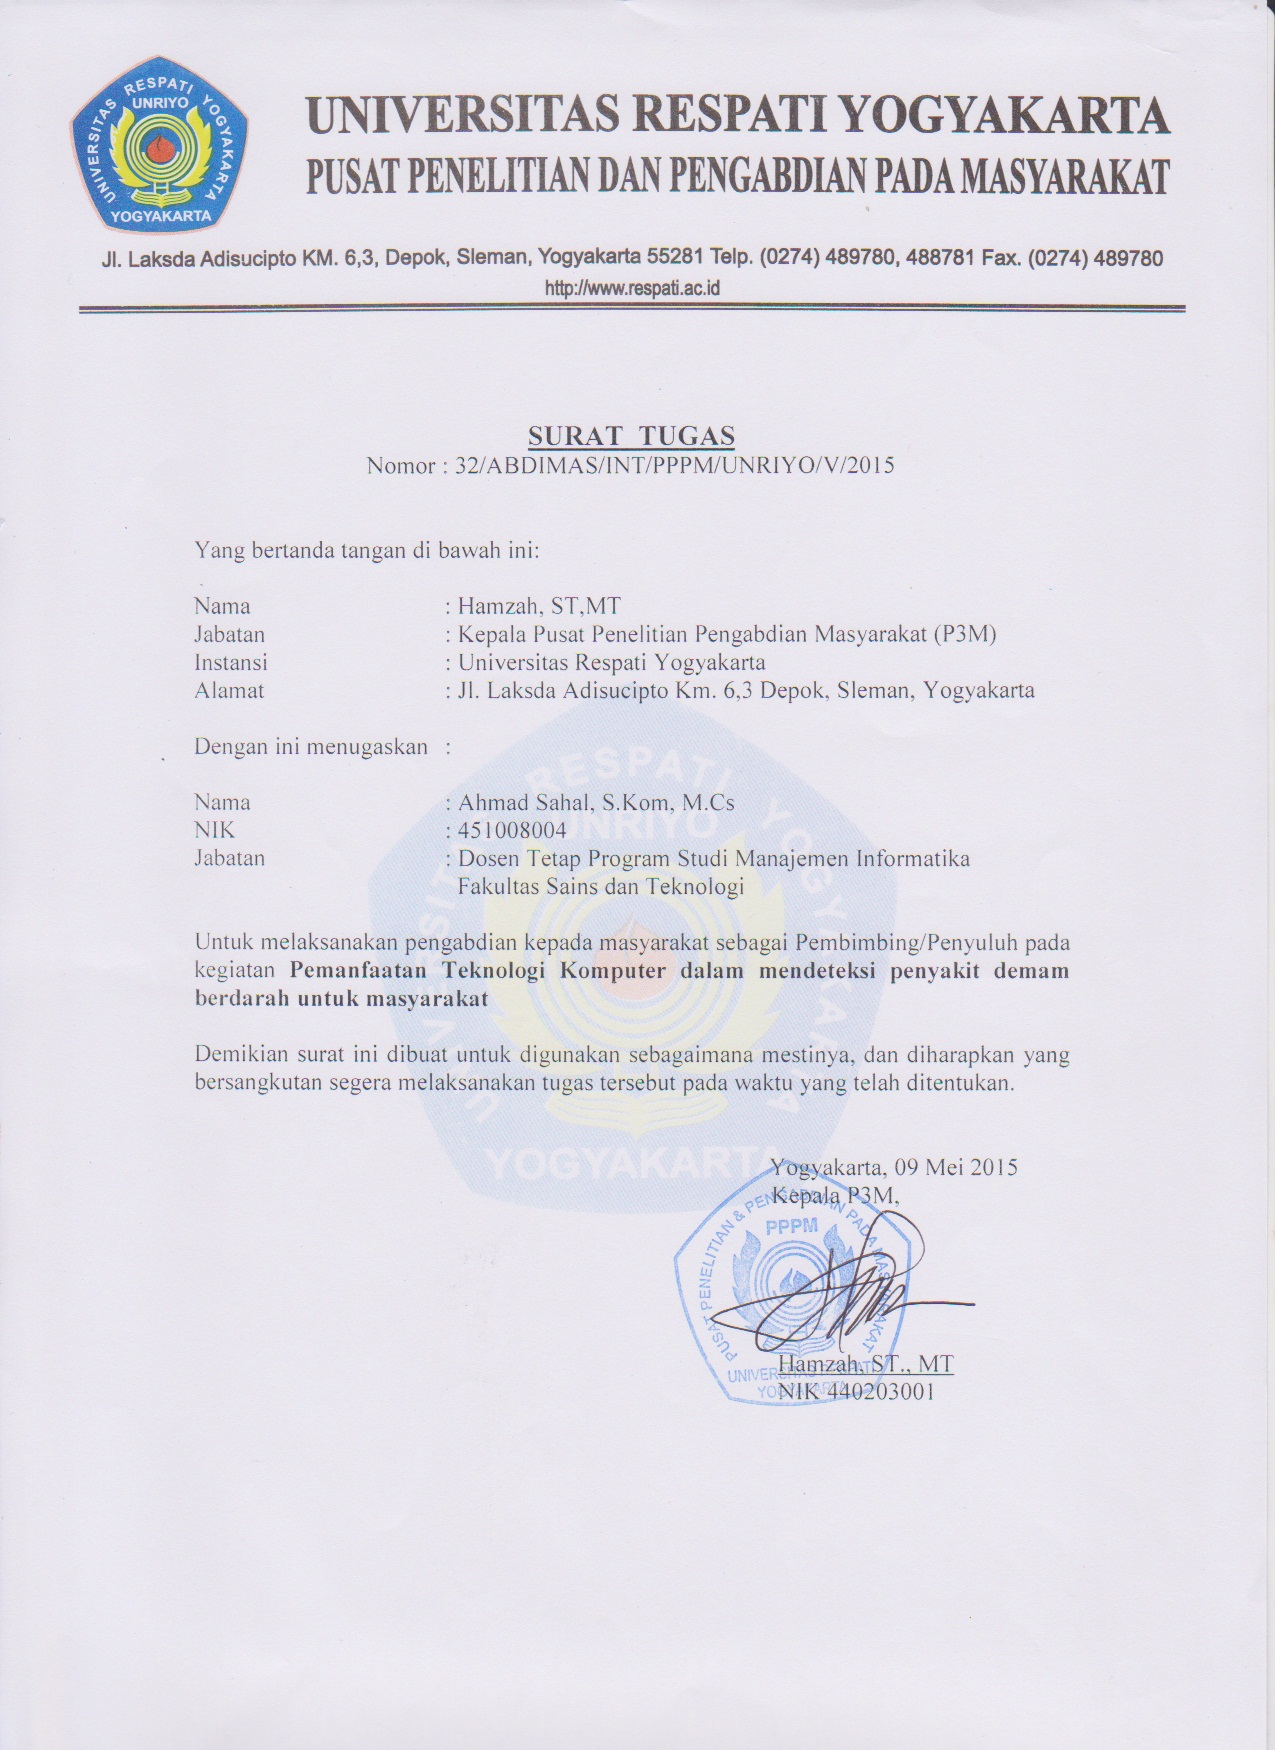 UNIVERSITAS RESPATI YOGYAKARTA
UNRIYO
YOGYAKARTA
UNIVERSITAS RESPATI YOGYAKARTA
PUSAT PENELITIAN DAN PENGABDIAN PADA MASYARAKAT
Jl. Laksda Adisucipto KM. 6,3, Depok, Sleman, Yogyakarta 55281 Telp. (0274) 489780, 488781 Fax. (0274) 489780
http://www.respati.ac.id
SURAT TUGAS
Nomor : 32/ABDIMAS/INT/PPPM/UNRIYO/V/2015
Yang bertanda tangan di bawah ini:
Nama : Hamzah, ST,MT
Jabatan : Kepala Pusat Penelitian Pengabdian Masyarakat (P3M)
Instansi : Universitas Respati Yogyakarta
Alamat : Jl. Laksda Adisucipto Km. 6,3 Depok, Sleman, Yogyakarta
Dengan ini menugaskan :
Nama : Ahmad Sahal, S.Kom, M.Cs
NIK : 451008004
Jabatan : Dosen Tetap Program Studi Manajemen Informatika
Fakultas Sains dan Teknologi
Untuk melaksanakan pengabdian kepada masyarakat sebagai Pembimbing/Penyuluh pada
kegiatan Pemanfaatan Teknologi Komputer dalam mendeteksi penyakit demam
berdarah untuk masyarakat
Demikian surat ini dibuat untuk digunakan sebagaimana mestinya, dan diharapkan yang
bersangkutan segera melaksanakan tugas tersebut pada waktu yang telah ditentukan.
UNIVERSITAS RESPATI YOGYAKARTA
UNRIYO
YOGYAKARTA
Yogyakarta, 09 Mei 2015
Kepala P3M,
PUSAT PENELITIAN & PENGABDIAN PADA MASYARAKAT
PPPM
UNIVERSITAS RESPATI
YOGYAKARTA
Hamzah, ST., MT
NIK 440203001